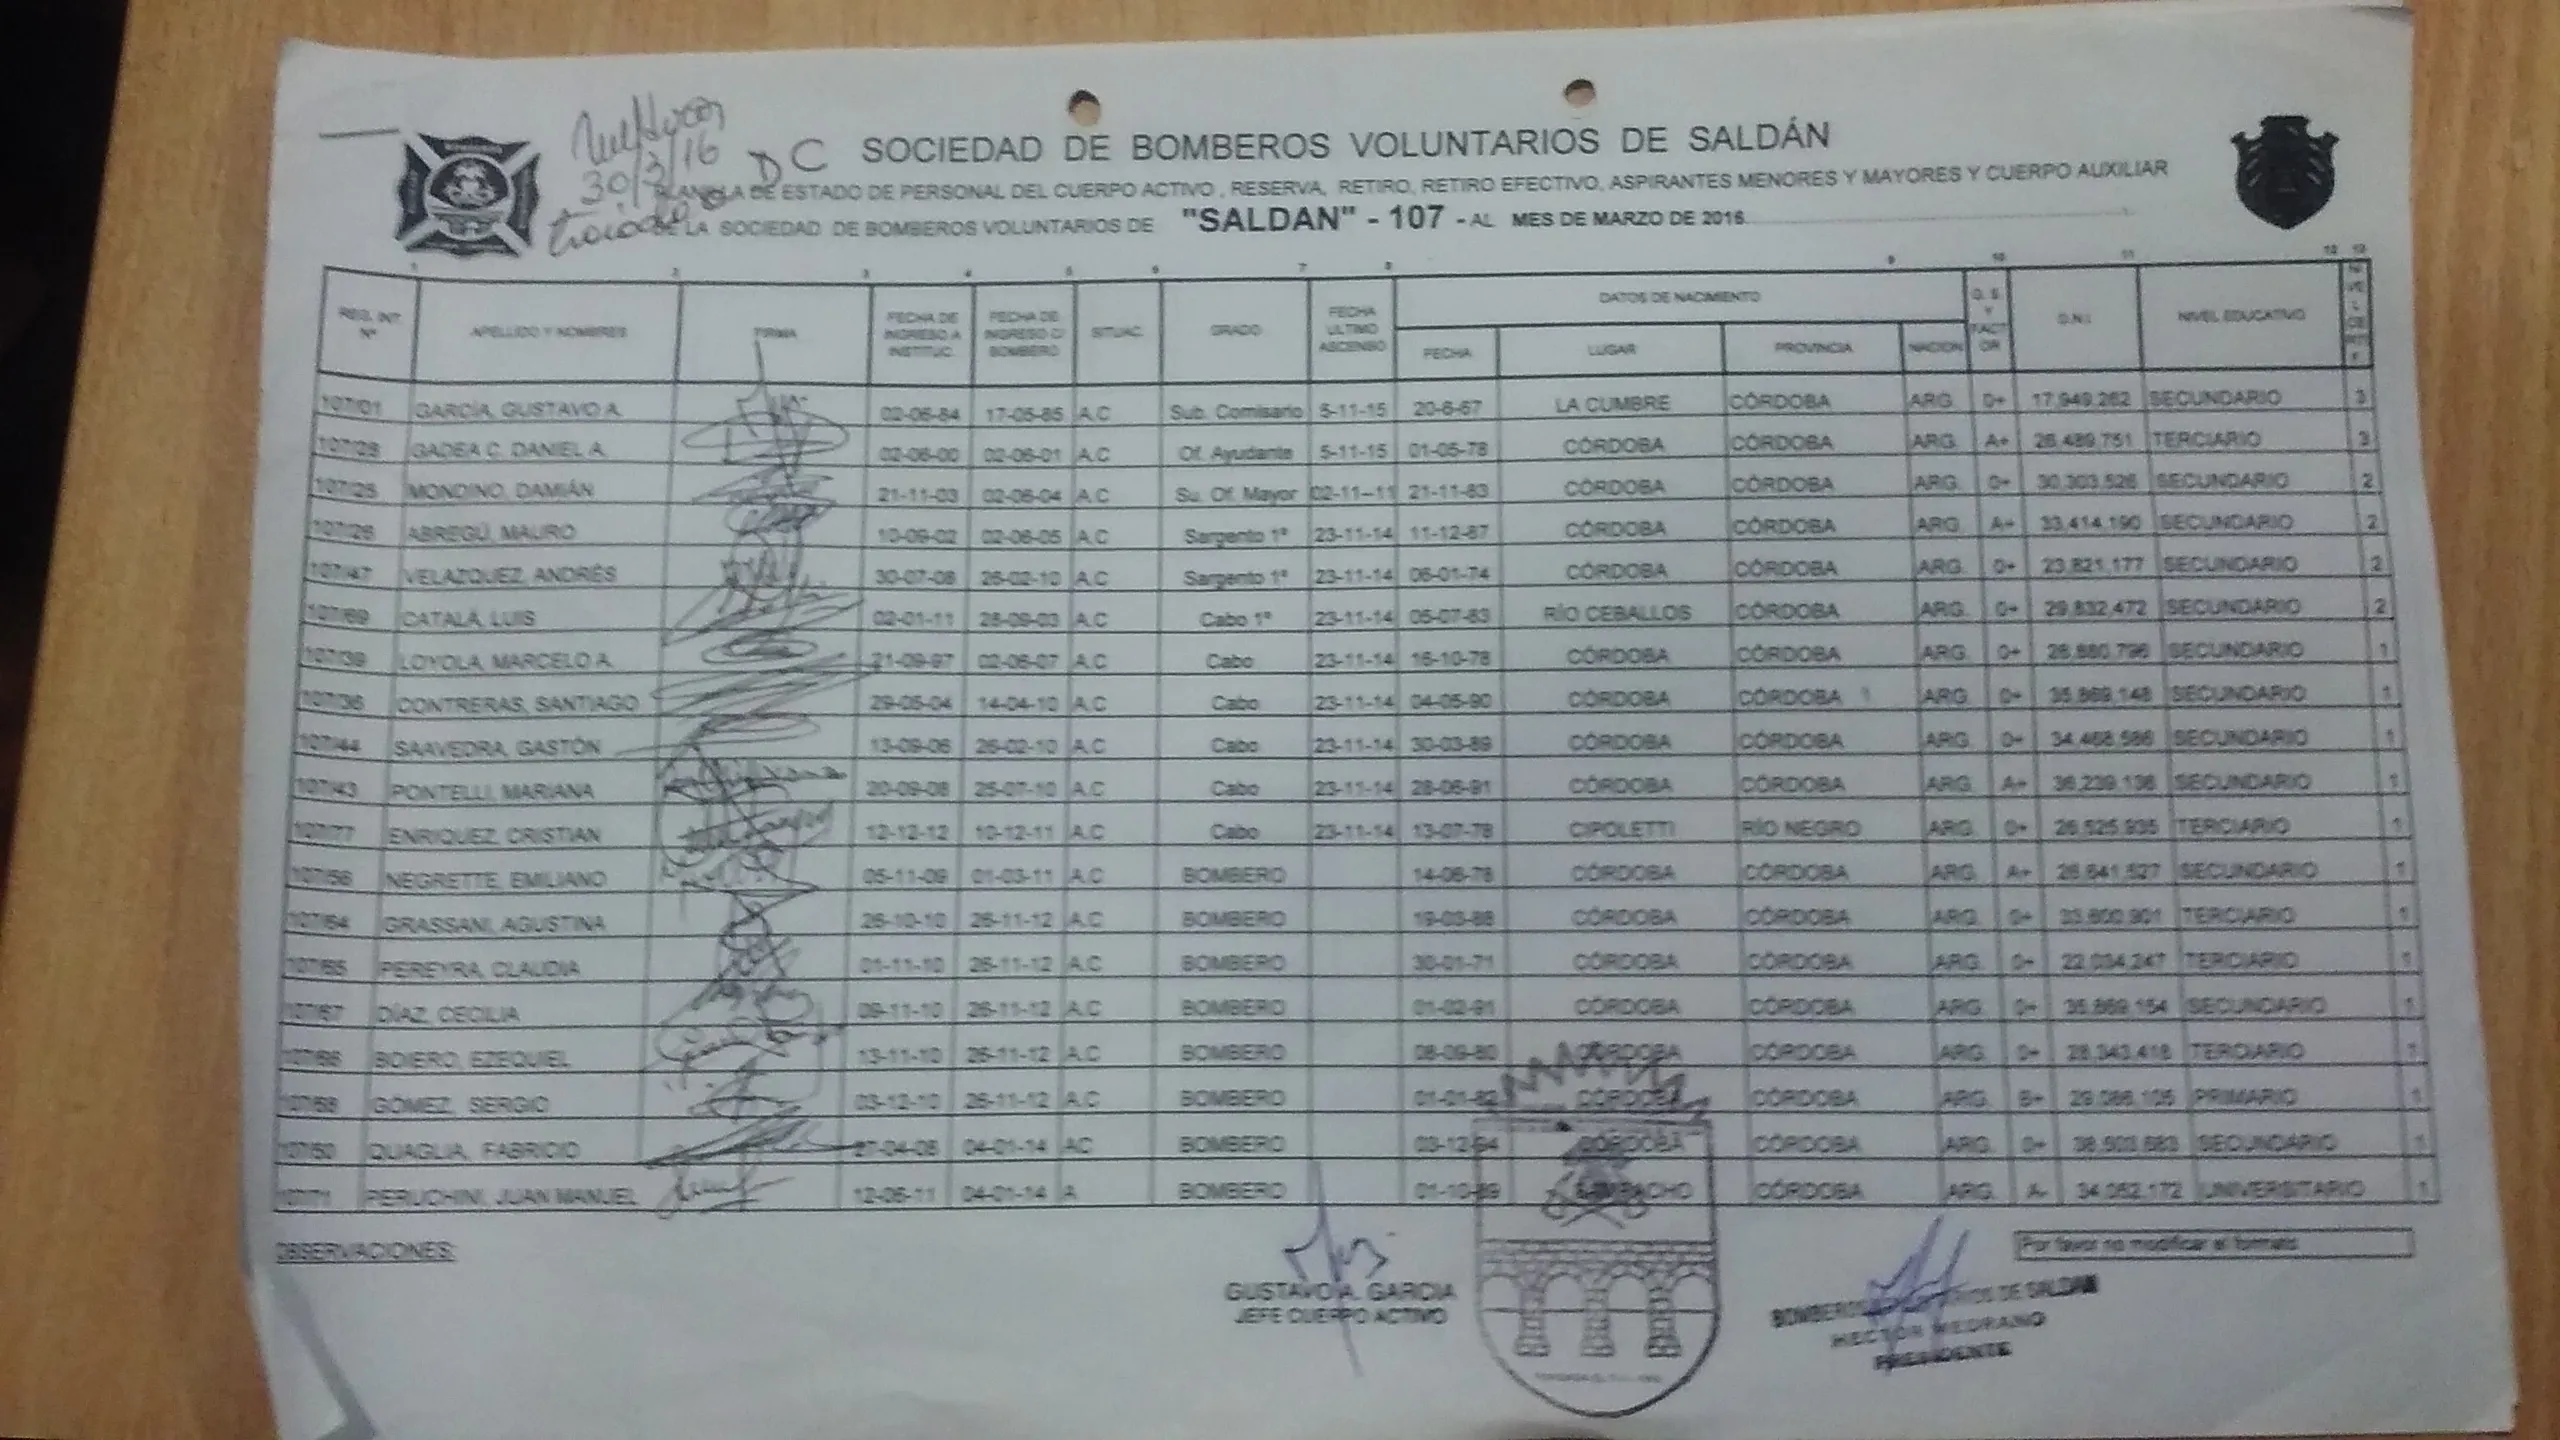 30/3/16
DC SOCIEDAD DE BOMBEROS VOLUNTARIOS DE SALDÁN
DE ESTADO DE PERSONAL DEL CUERPO ACTIVO, RESERVA, RETIRO, RETIRO EFECTIVO, ASPIRANTES MENORES Y MAYORES Y CUERPO AUXILIAR
DE LA SOCIEDAD DE BOMBEROS VOLUNTARIOS DE "SALDAN" - 107 - AL MES DE MARZO DE 2016
1 2 3 4 5 6 7 8 9 10 11 12 13
REG. INT. Nº APELLIDO Y NOMBRES FIRMA FECHA DE INGRESO A INSTITUC. FECHA DE INGRESO C/ BOMBERO SITUAC. GRADO FECHA ULTIMO ASCENSO DATOS DE NACIMIENTO G. S. Y FACT OR D.N.I. NIVEL EDUCATIVO
FECHA LUGAR PROVINCIA NACION
107/01 GARCÍA, GUSTAVO A. 02-06-84 17-05-85 A.C Sub. Comisario 5-11-15 20-6-67 LA CUMBRE CÓRDOBA ARG. 0+ 17.949.262 SECUNDARIO 3
107/28 GADEA C. DANIEL A. 02-06-00 02-06-01 A.C Of. Ayudante 5-11-15 01-05-78 CÓRDOBA CÓRDOBA ARG. A+ 26.489.751 TERCIARIO 3
107/25 MONDINO, DAMIÁN 21-11-03 02-06-04 A.C Su. Of. Mayor 02-11-11 21-11-83 CÓRDOBA CÓRDOBA ARG. 0+ 30.303.526 SECUNDARIO 2
107/26 ABREGÚ, MAURO 10-09-02 02-06-05 A.C Sargento 1º 23-11-14 11-12-87 CÓRDOBA CÓRDOBA ARG. A+ 33.414.190 SECUNDARIO 2
107/47 VELAZQUEZ, ANDRÉS 30-07-08 26-02-10 A.C Sargento 1º 23-11-14 06-01-74 CÓRDOBA CÓRDOBA ARG. 0+ 23.821.177 SECUNDARIO 2
107/69 CATALÁ, LUIS 02-01-11 28-09-03 A.C Cabo 1º 23-11-14 05-07-83 RÍO CEBALLOS CÓRDOBA ARG. 0+ 29.832.472 SECUNDARIO 2
107/39 LOYOLA, MARCELO A. 21-09-97 02-06-07 A.C Cabo 23-11-14 16-10-78 CÓRDOBA CÓRDOBA ARG. 0+ 26.880.796 SECUNDARIO 1
107/36 CONTRERAS, SANTIAGO 29-05-04 14-04-10 A.C Cabo 23-11-14 04-05-90 CÓRDOBA CÓRDOBA ARG. 0+ 35.869.148 SECUNDARIO 1
107/44 SAAVEDRA, GASTÓN 13-09-06 26-02-10 A.C Cabo 23-11-14 30-03-89 CÓRDOBA CÓRDOBA ARG. 0+ 34.468.586 SECUNDARIO 1
107/43 PONTELLI, MARIANA 20-09-08 25-07-10 A.C Cabo 23-11-14 28-06-91 CÓRDOBA CÓRDOBA ARG. A+ 36.239.136 SECUNDARIO 1
107/77 ENRIQUEZ, CRISTIAN 12-12-12 10-12-11 A.C Cabo 23-11-14 13-07-78 CIPOLETTI RÍO NEGRO ARG. 0+ 26.525.935 TERCIARIO 1
107/56 NEGRETTE, EMILIANO 05-11-09 01-03-11 A.C BOMBERO 14-06-78 CÓRDOBA CÓRDOBA ARG. A+ 26.641.527 SECUNDARIO 1
107/64 GRASSANI, AGUSTINA 26-10-10 26-11-12 A.C BOMBERO 19-03-88 CÓRDOBA CÓRDOBA ARG. 0+ 33.800.901 TERCIARIO 1
107/65 PEREYRA, CLAUDIA 01-11-10 26-11-12 A.C BOMBERO 30-01-71 CÓRDOBA CÓRDOBA ARG. 0+ 22.034.247 TERCIARIO 1
107/67 DÍAZ, CECILIA 09-11-10 26-11-12 A.C BOMBERO 01-02-91 CÓRDOBA CÓRDOBA ARG. 0+ 35.869.154 SECUNDARIO 1
107/66 BOIERO, EZEQUIEL 13-11-10 26-11-12 A.C BOMBERO 08-09-80 CÓRDOBA CÓRDOBA ARG. 0+ 28.343.418 TERCIARIO 1
107/68 GÓMEZ, SERGIO 03-12-10 26-11-12 A.C BOMBERO 01-01-82 CÓRDOBA CÓRDOBA ARG. B+ 29.088.105 PRIMARIO 1
107/50 QUAGLIA, FABRICIO 27-04-08 04-01-14 AC BOMBERO 03-12-94 CÓRDOBA CÓRDOBA ARG. 0+ 38.503.683 SECUNDARIO 1
107/71 PERUCHINI, JUAN MANUEL 12-06-11 04-01-14 A BOMBERO 01-10-89 CÓRDOBA ARG. A- 34.052.172 UNIVERSITARIO 1
OBSERVACIONES:
Por favor no modificar el formato
GUSTAVO A. GARCIA
JEFE CUERPO ACTIVO
BOMBEROS DE SALDAN
HECTOR MEDRANO
PRESIDENTE